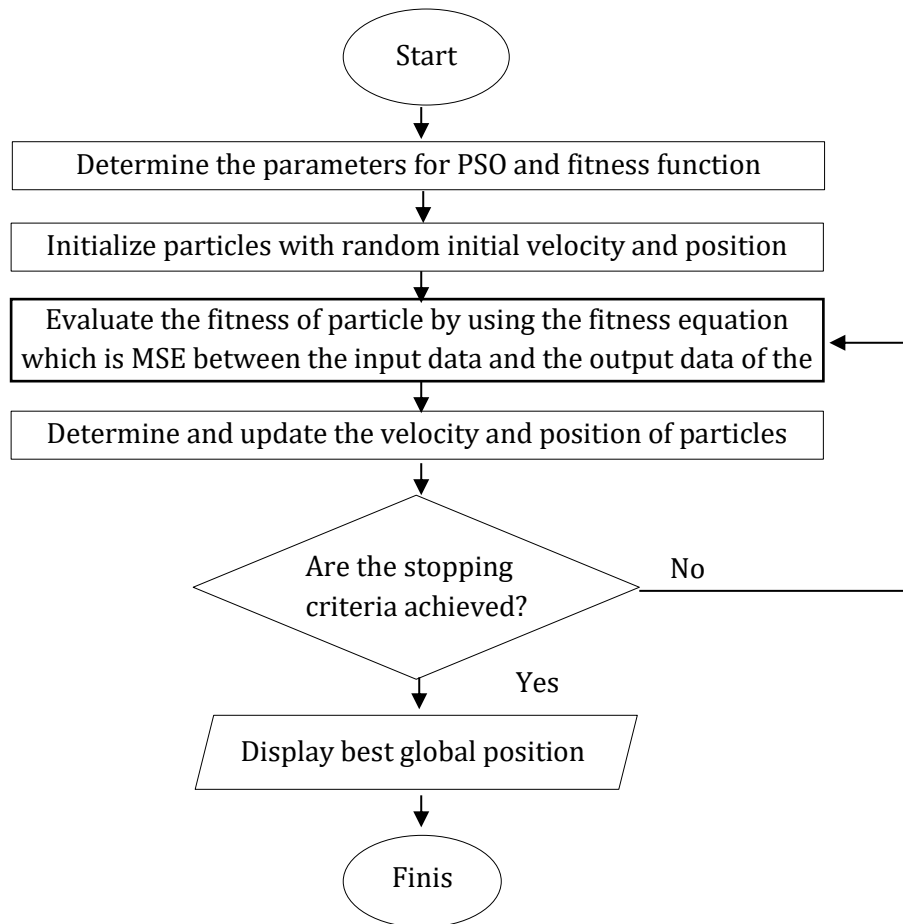 Start
Determine the parameters for PSO and fitness function
Initialize particles with random initial velocity and position
Evaluate the fitness of particle by using the fitness equation
which is MSE between the input data and the output data of the
Determine and update the velocity and position of particles
Are the stopping
criteria achieved?
No
Yes
Display best global position
Finis